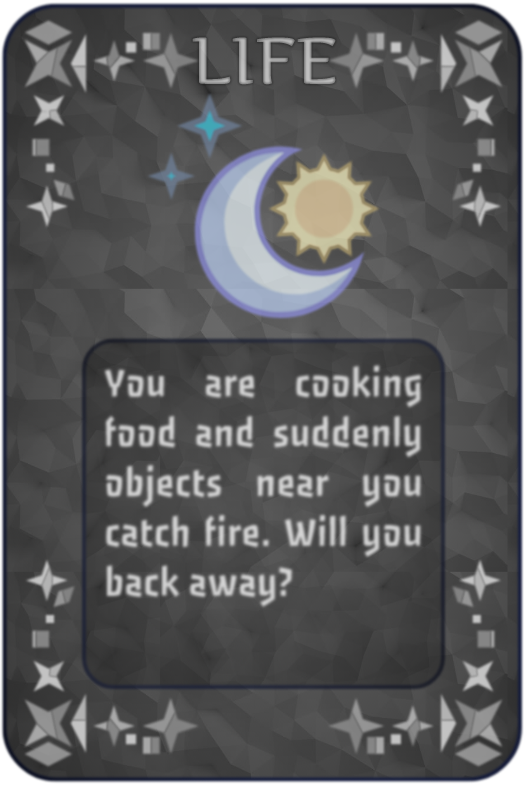 LIFE
You are cooking
food and suddenly
objects near you
catch fire. Will you
back away?